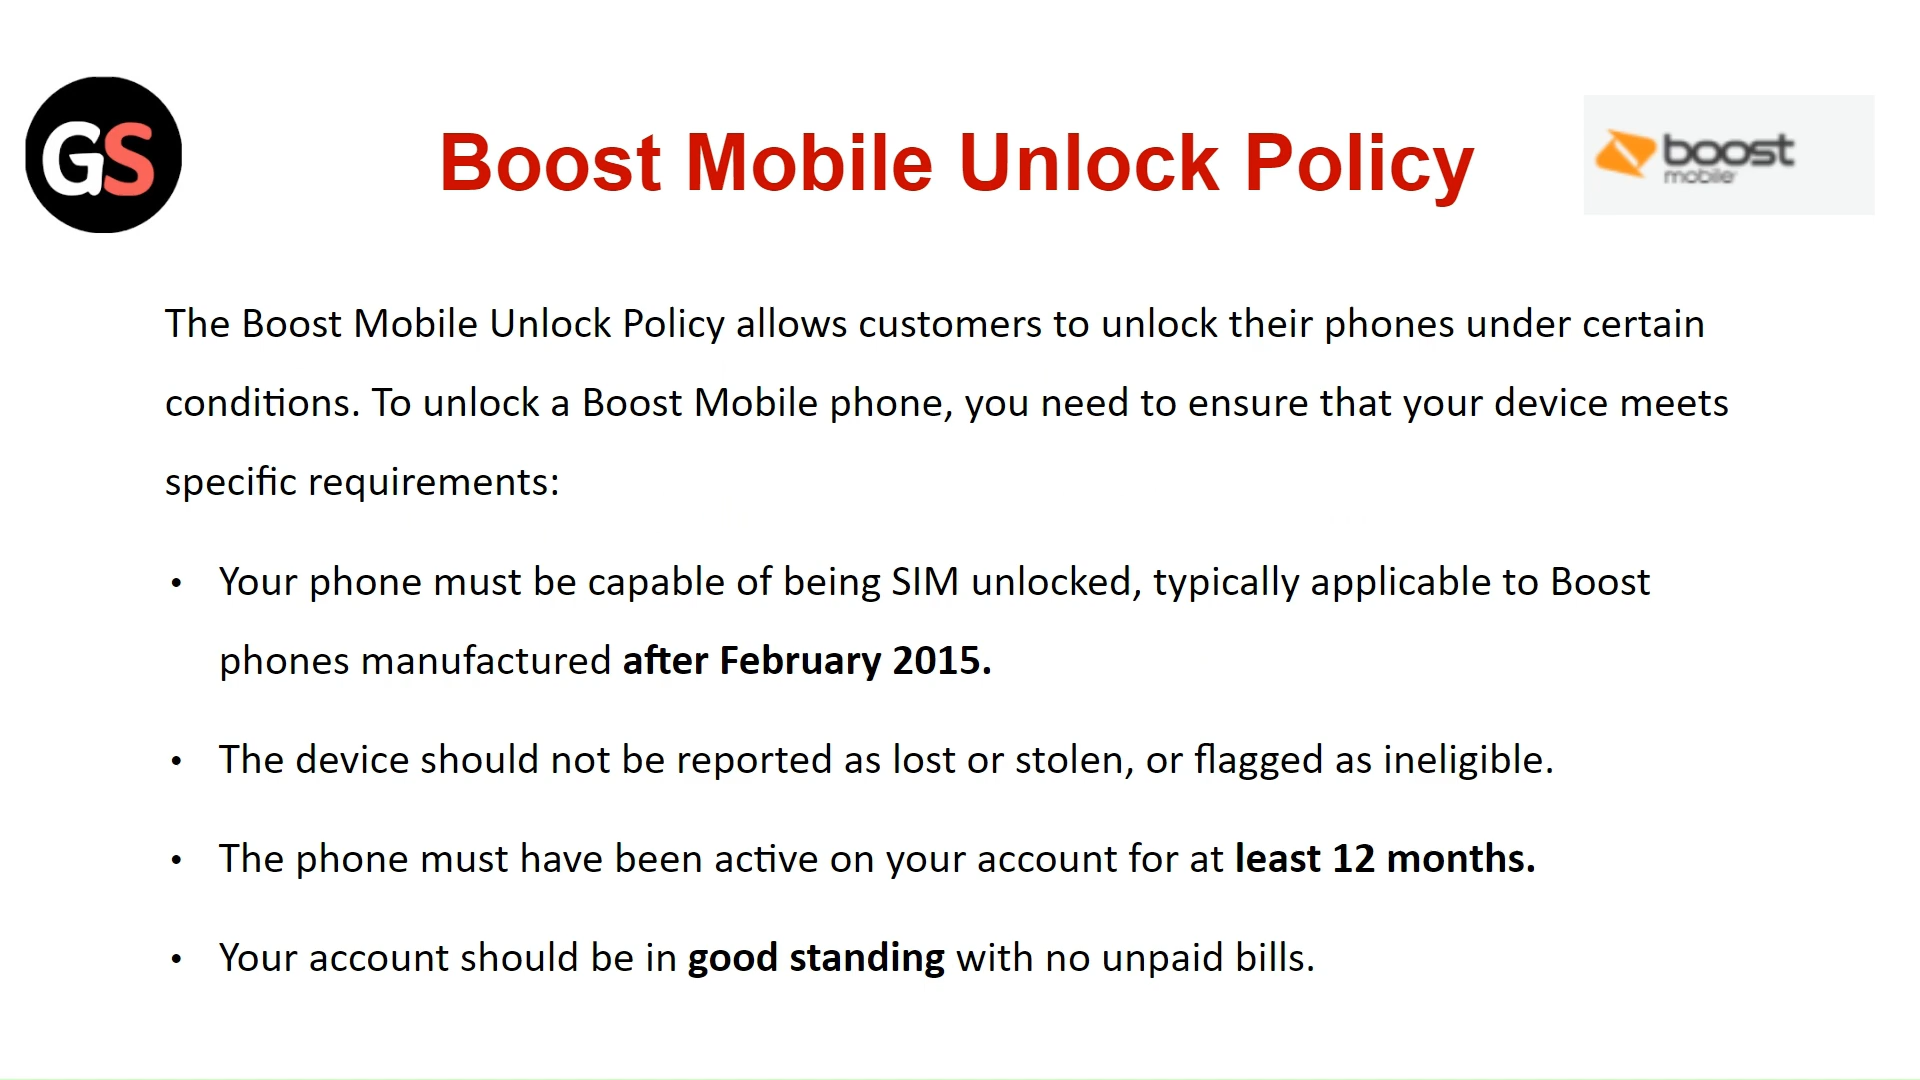 GS
Boost Mobile Unlock Policy
boost
mobile
The Boost Mobile Unlock Policy allows customers to unlock their phones under certain
conditions. To unlock a Boost Mobile phone, you need to ensure that your device meets
specific requirements:
• Your phone must be capable of being SIM unlocked, typically applicable to Boost
phones manufactured after February 2015.
• The device should not be reported as lost or stolen, or flagged as ineligible.
• The phone must have been active on your account for at least 12 months.
• Your account should be in good standing with no unpaid bills.